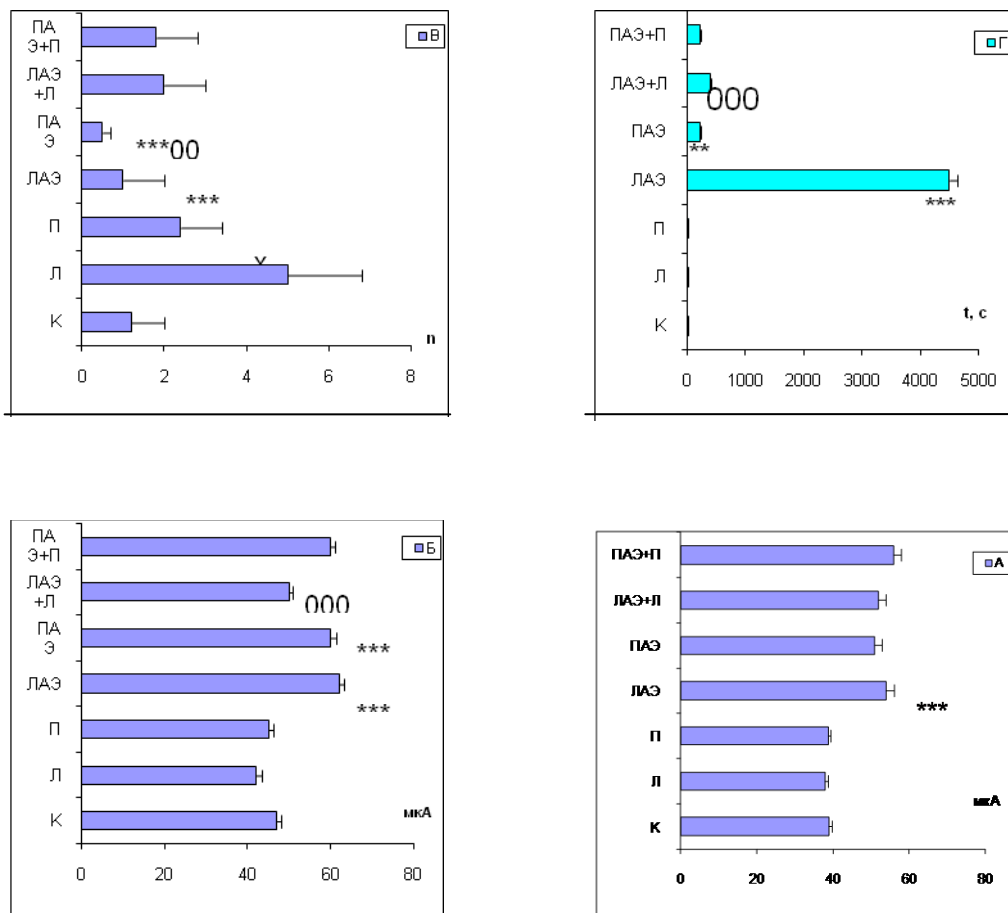 ПА
Э+П
ЛАЭ
+Л
ПА
Э
ЛАЭ
П
Л
К
В
***00
***
x
n
0 2 4 6 8
ПАЭ+П
ЛАЭ+Л
ПАЭ
ЛАЭ
П
Л
К
Г
000
**
***
t, c
0 1000 2000 3000 4000 5000
ПА
Э+П
ЛАЭ
+Л
ПА
Э
ЛАЭ
П
Л
К
Б
000
***
***
мкА
0 20 40 60 80
ПАЭ+П
ЛАЭ+Л
ПАЭ
ЛАЭ
П
Л
К
А
***
мкА
0 20 40 60 80